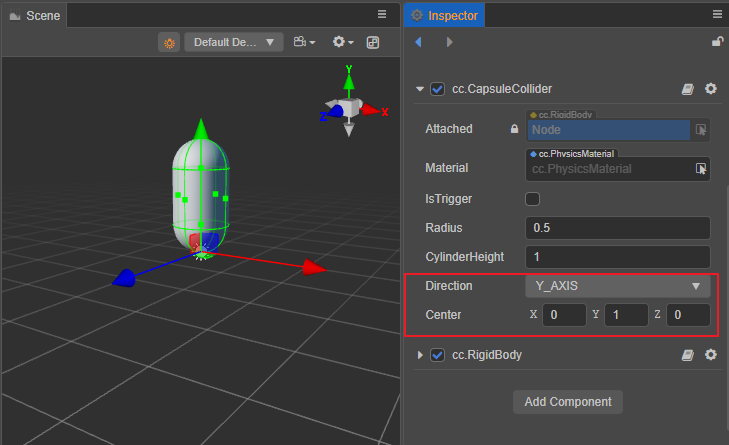 Scene
Default De...
Y
X
Z
Inspector
cc.CapsuleCollider
Attached
cc.RigidBody
Node
Material
cc.PhysicsMaterial
cc.PhysicsMaterial
IsTrigger
Radius 0.5
CylinderHeight 1
Direction Y_AXIS
Center X 0 Y 1 Z 0
cc.RigidBody
Add Component